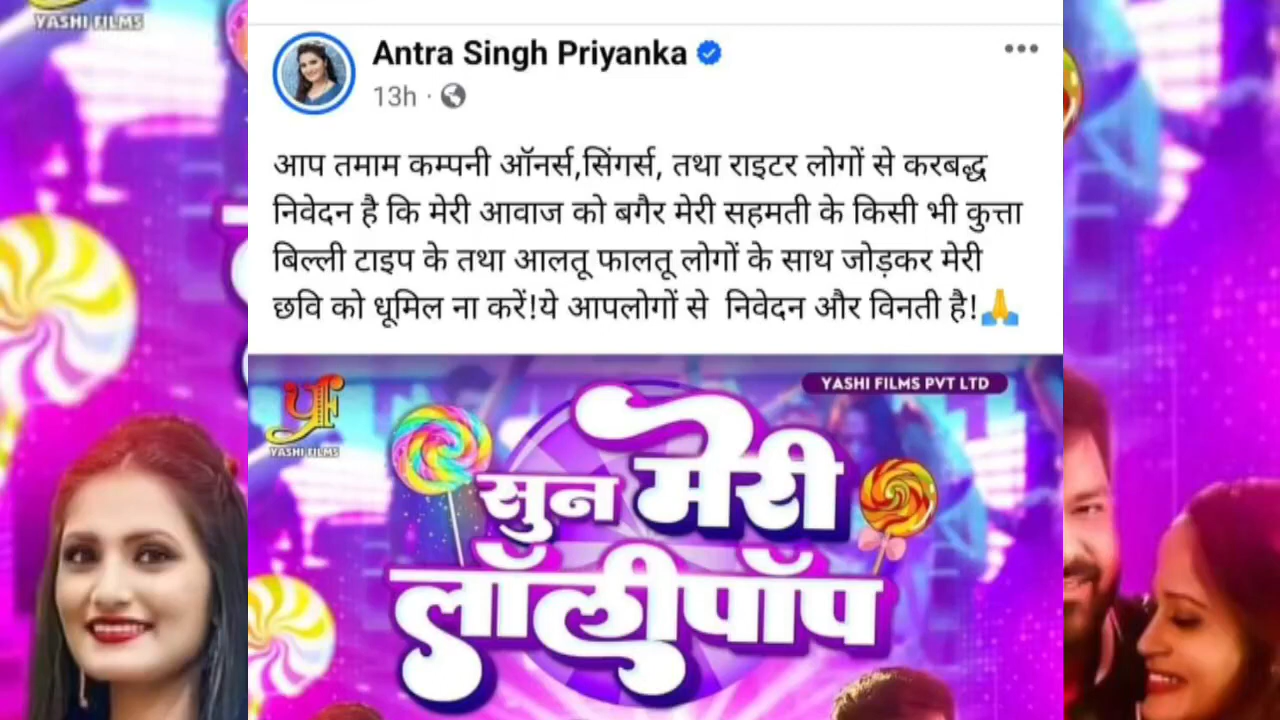 YASHI FILMS
Antra Singh Priyanka
13h ·
आप तमाम कम्पनी ऑनर्स,सिंगर्स, तथा राइटर लोगों से करबद्ध
निवेदन है कि मेरी आवाज को बगैर मेरी सहमती के किसी भी कुत्ता
बिल्ली टाइप के तथा आलतू फालतू लोगों के साथ जोड़कर मेरी
छवि को धूमिल ना करें!ये आपलोगों से निवेदन और विनती है!🙏
YASHI FILMS PVT LTD
YF
YASHI FILMS
सुन मेरी
लॉलीपॉप